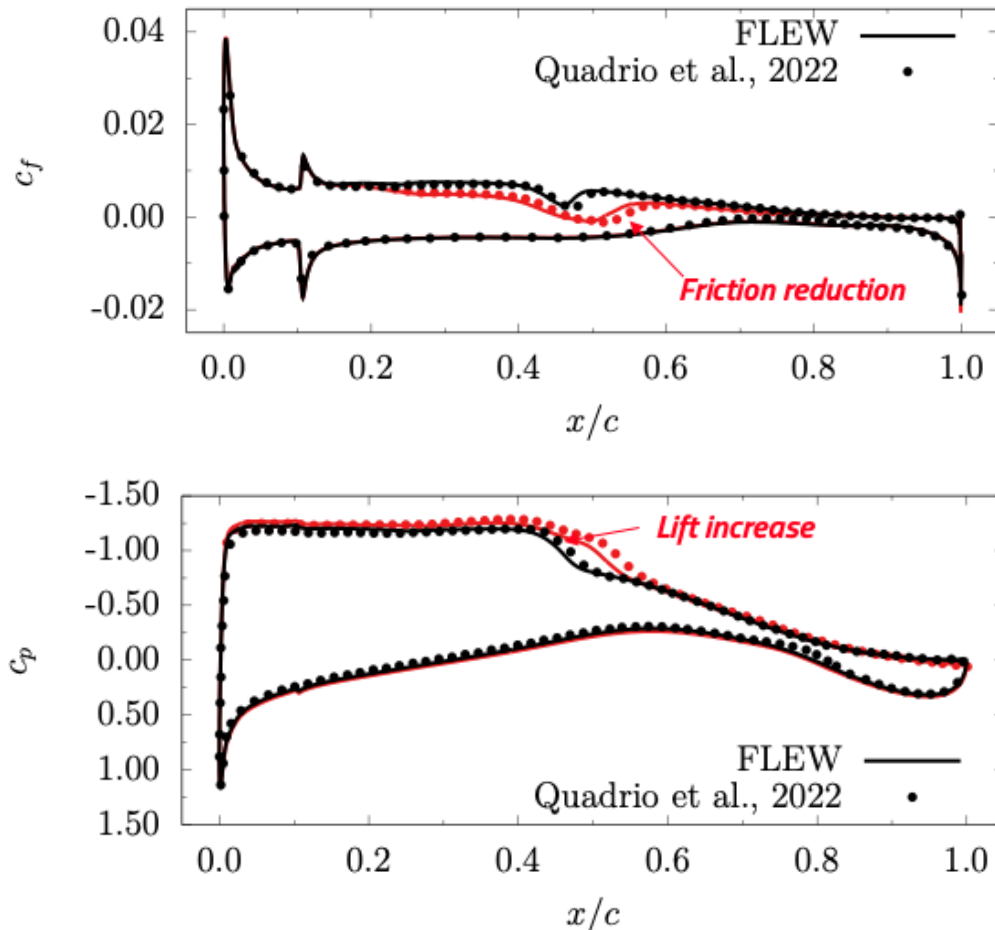 0.04
FLEW
Quadrio et al., 2022
0.02
c_f
0.00
Friction reduction
-0.02
0.0 0.2 0.4 0.6 0.8 1.0
x/c
-1.50
Lift increase
-1.00
-0.50
c_p
0.00
0.50
FLEW
1.00
Quadrio et al., 2022
1.50
0.0 0.2 0.4 0.6 0.8 1.0
x/c